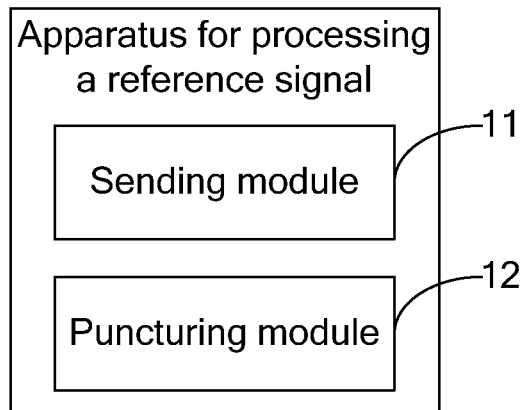 Apparatus for processing
a reference signal
11
Sending module
12
Puncturing module